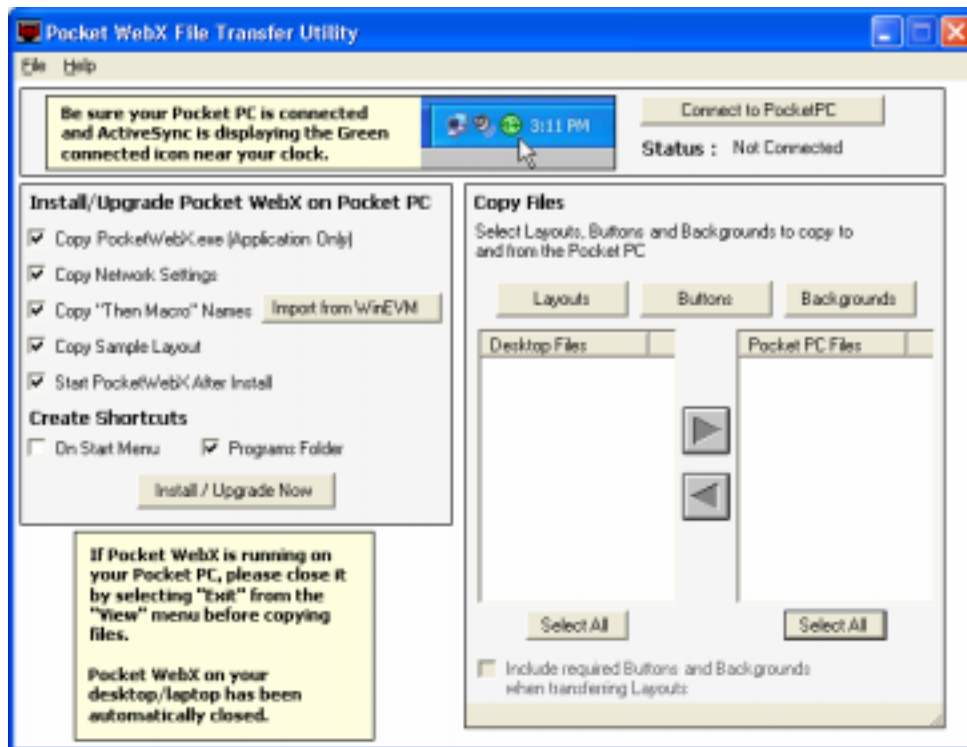 Pocket WebX File Transfer Utility
File Help
Be sure your Pocket PC is connected
and ActiveSync is displaying the Green
connected icon near your clock.
3:11 PM
Connect to PocketPC
Status : Not Connected
Install/Upgrade Pocket WebX on Pocket PC
Copy PocketWebX.exe (Application Only)
Copy Network Settings
Copy "Then Macro" Names
Import from WinEVM
Copy Sample Layout
Start PocketWebX After Install
Create Shortcuts
On Start Menu
Programs Folder
Install / Upgrade Now
If Pocket WebX is running on
your Pocket PC, please close it
by selecting "Exit" from the
"View" menu before copying
files.
Pocket WebX on your
desktop/laptop has been
automatically closed.
Copy Files
Select Layouts, Buttons and Backgrounds to copy to
and from the Pocket PC
Layouts
Buttons
Backgrounds
Desktop Files
Pocket PC Files
Select All
Select All
Include required Buttons and Backgrounds
when transferring Layouts